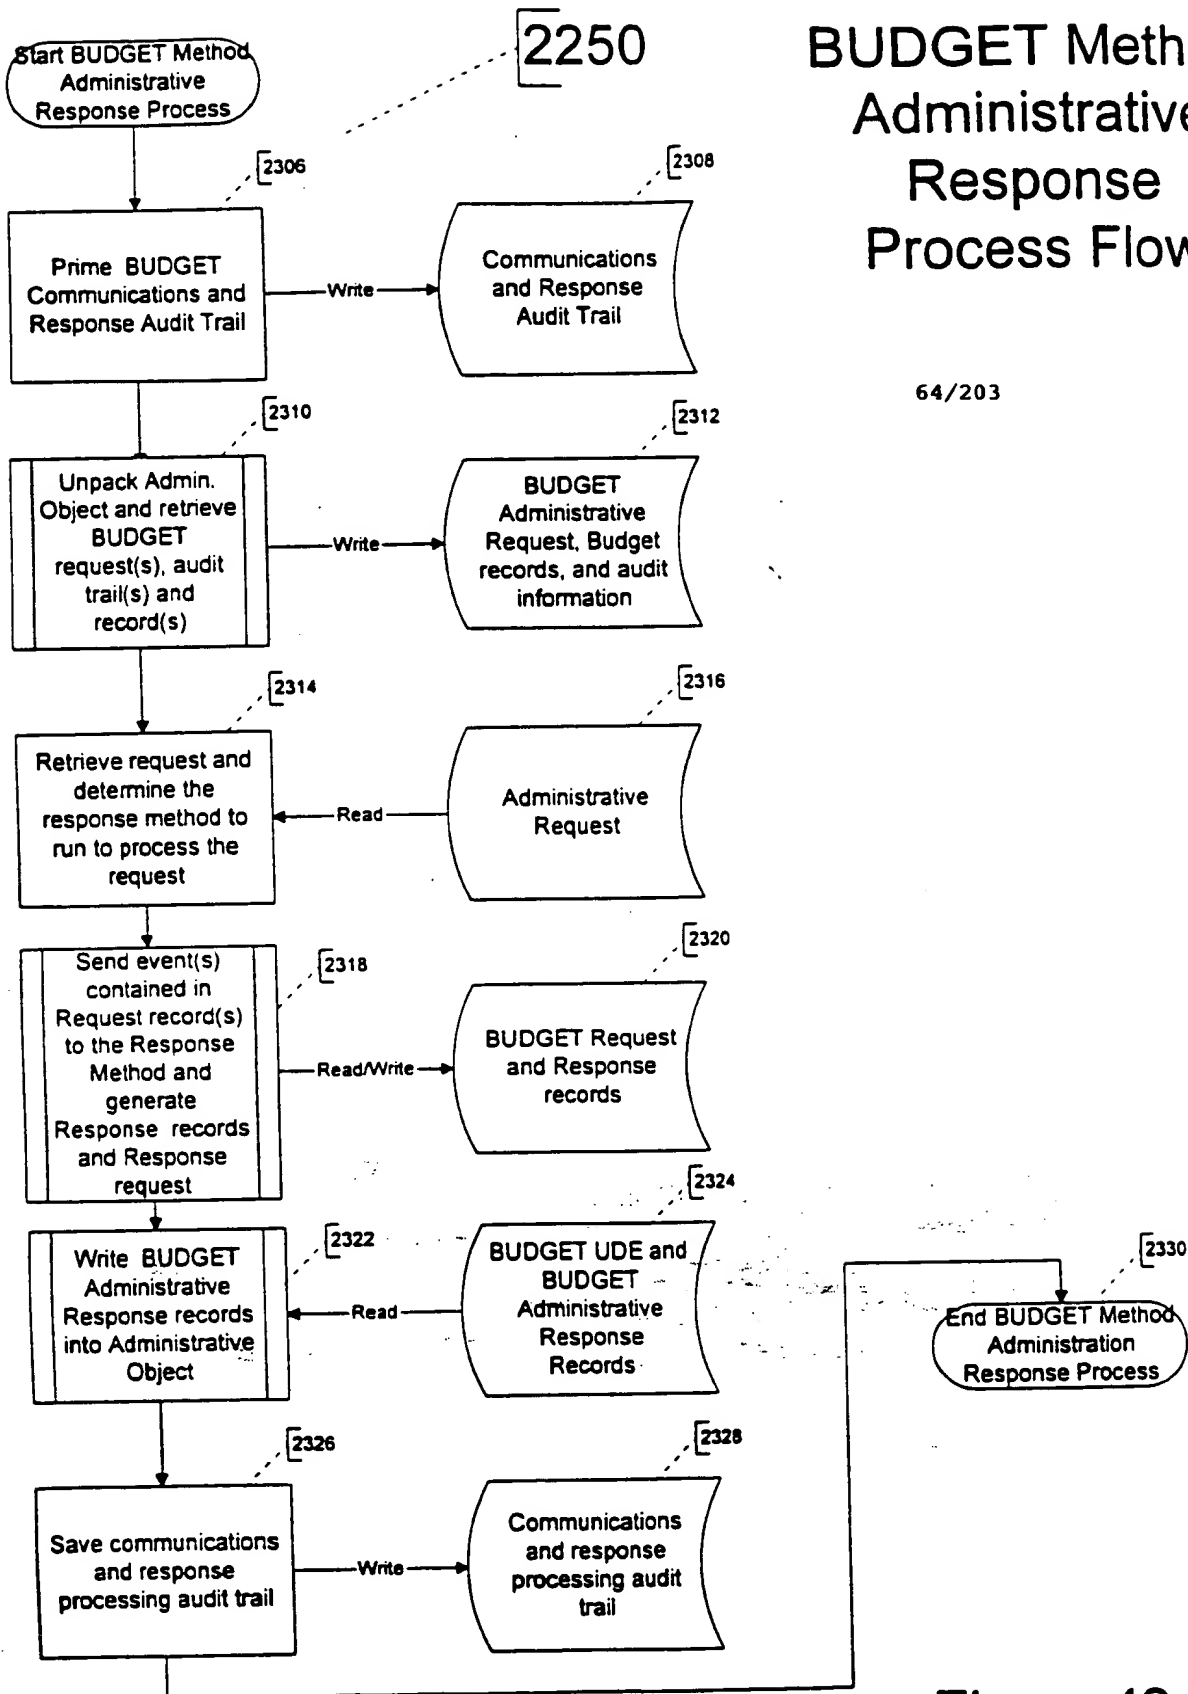 2250
BUDGET Meth
Administrative
Response
Process Flow
64/203
Start BUDGET Method
Administrative
Response Process
2306
Prime BUDGET
Communications and
Response Audit Trail
Write
2308
Communications
and Response
Audit Trail
2310
Unpack Admin.
Object and retrieve
BUDGET
request(s), audit
trail(s) and
record(s)
Write
2312
BUDGET
Administrative
Request, Budget
records, and audit
information
2314
Retrieve request and
determine the
response method to
run to process the
request
Read
2316
Administrative
Request
2318
Send event(s)
contained in
Request record(s)
to the Response
Method and
generate
Response records
and Response
request
Read/Write
2320
BUDGET Request
and Response
records
2322
Write BUDGET
Administrative
Response records
into Administrative
Object
Read
2324
BUDGET UDE and
BUDGET
Administrative
Response
Records
2326
Save communications
and response
processing audit trail
Write
2328
Communications
and response
processing audit
trail
2330
End BUDGET Method
Administration
Response Process